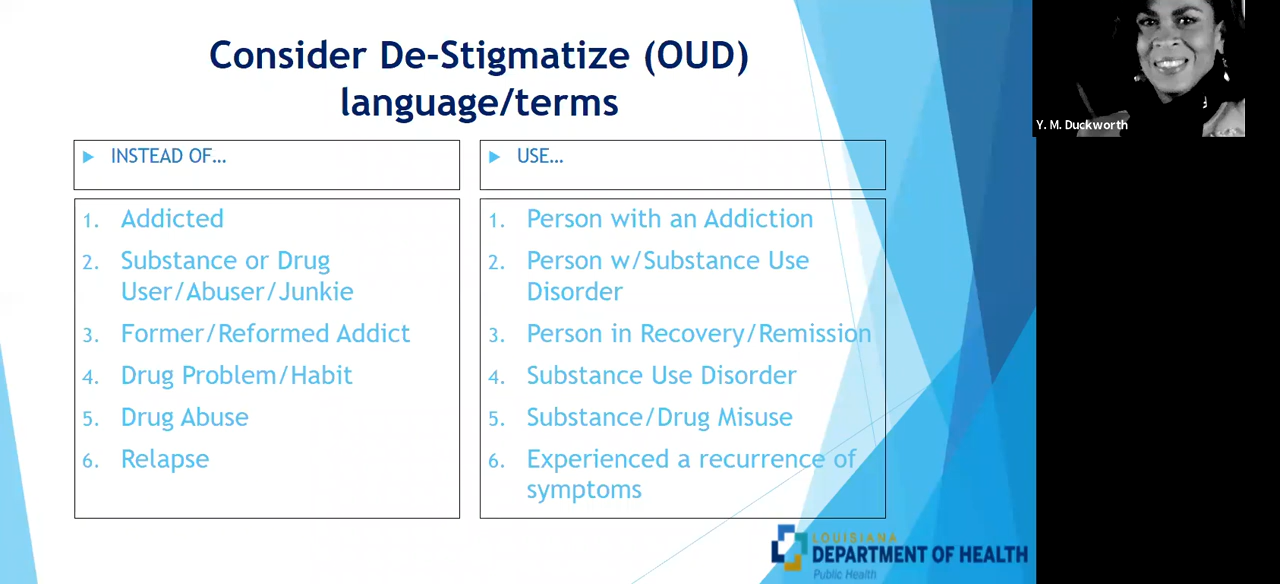 Consider De-Stigmatize (OUD)
language/terms
INSTEAD OF...
1. Addicted
2. Substance or Drug
User/Abuser/Junkie
3. Former/Reformed Addict
4. Drug Problem/Habit
5. Drug Abuse
6. Relapse
USE...
1. Person with an Addiction
2. Person w/Substance Use
Disorder
3. Person in Recovery/Remission
4. Substance Use Disorder
5. Substance/Drug Misuse
6. Experienced a recurrence of
symptoms
LOUISIANA
DEPARTMENT OF HEALTH
Public Health
Y. M. Duckworth